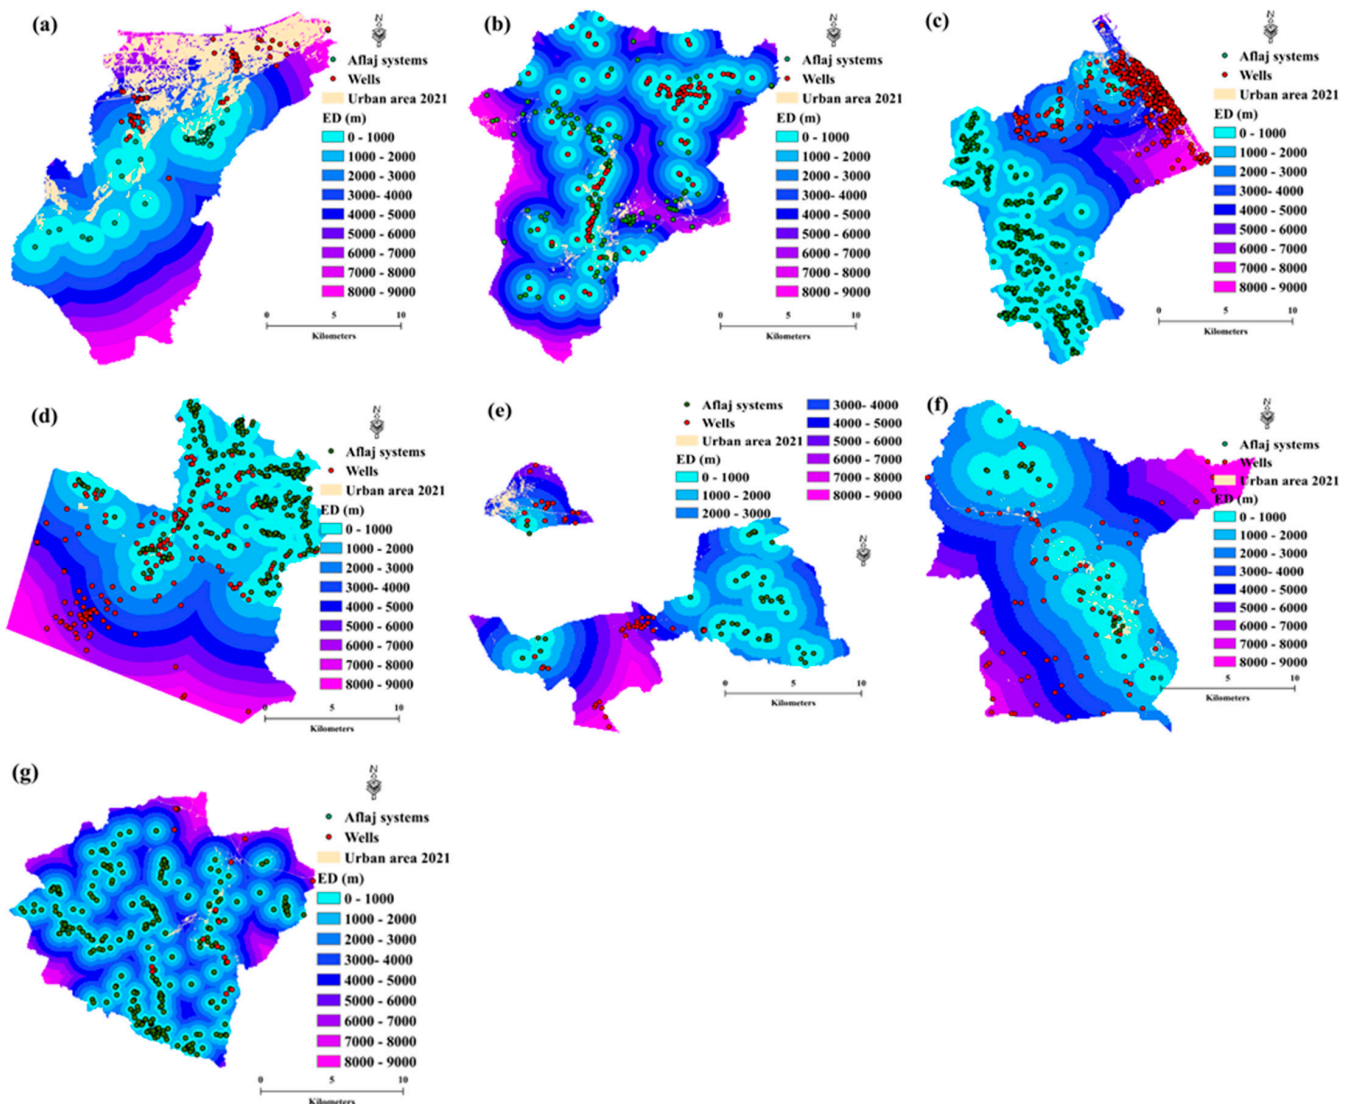 (a)
N
Aflaj systems
Wells
Urban area 2021
ED (m)
0 - 1000
1000 - 2000
2000 - 3000
3000- 4000
4000 - 5000
5000 - 6000
6000 - 7000
7000 - 8000
8000 - 9000
0 5 10
Kilometers
(b)
N
Aflaj systems
Wells
Urban area 2021
ED (m)
0 - 1000
1000 - 2000
2000 - 3000
3000- 4000
4000 - 5000
5000 - 6000
6000 - 7000
7000 - 8000
8000 - 9000
0 5 10
Kilometers
(c)
N
Aflaj systems
Wells
Urban area 2021
ED (m)
0 - 1000
1000 - 2000
2000 - 3000
3000- 4000
4000 - 5000
5000 - 6000
6000 - 7000
7000 - 8000
8000 - 9000
0 5 10
Kilometers
(d)
N
Aflaj systems
Wells
Urban area 2021
ED (m)
0 - 1000
1000 - 2000
2000 - 3000
3000- 4000
4000 - 5000
5000 - 6000
6000 - 7000
7000 - 8000
8000 - 9000
0 5 10
Kilometers
(e)
Aflaj systems
Wells
Urban area 2021
ED (m)
0 - 1000
1000 - 2000
2000 - 3000
3000- 4000
4000 - 5000
5000 - 6000
6000 - 7000
7000 - 8000
8000 - 9000
N
0 5 10
Kilometers
(f)
N
Aflaj systems
Wells
Urban area 2021
ED (m)
0 - 1000
1000 - 2000
2000 - 3000
3000- 4000
4000 - 5000
5000 - 6000
6000 - 7000
7000 - 8000
8000 - 9000
0 5 10
Kilometers
(g)
N
Aflaj systems
Wells
Urban area 2021
ED (m)
0 - 1000
1000 - 2000
2000 - 3000
3000- 4000
4000 - 5000
5000 - 6000
6000 - 7000
7000 - 8000
8000 - 9000
0 5 10
Kilometers